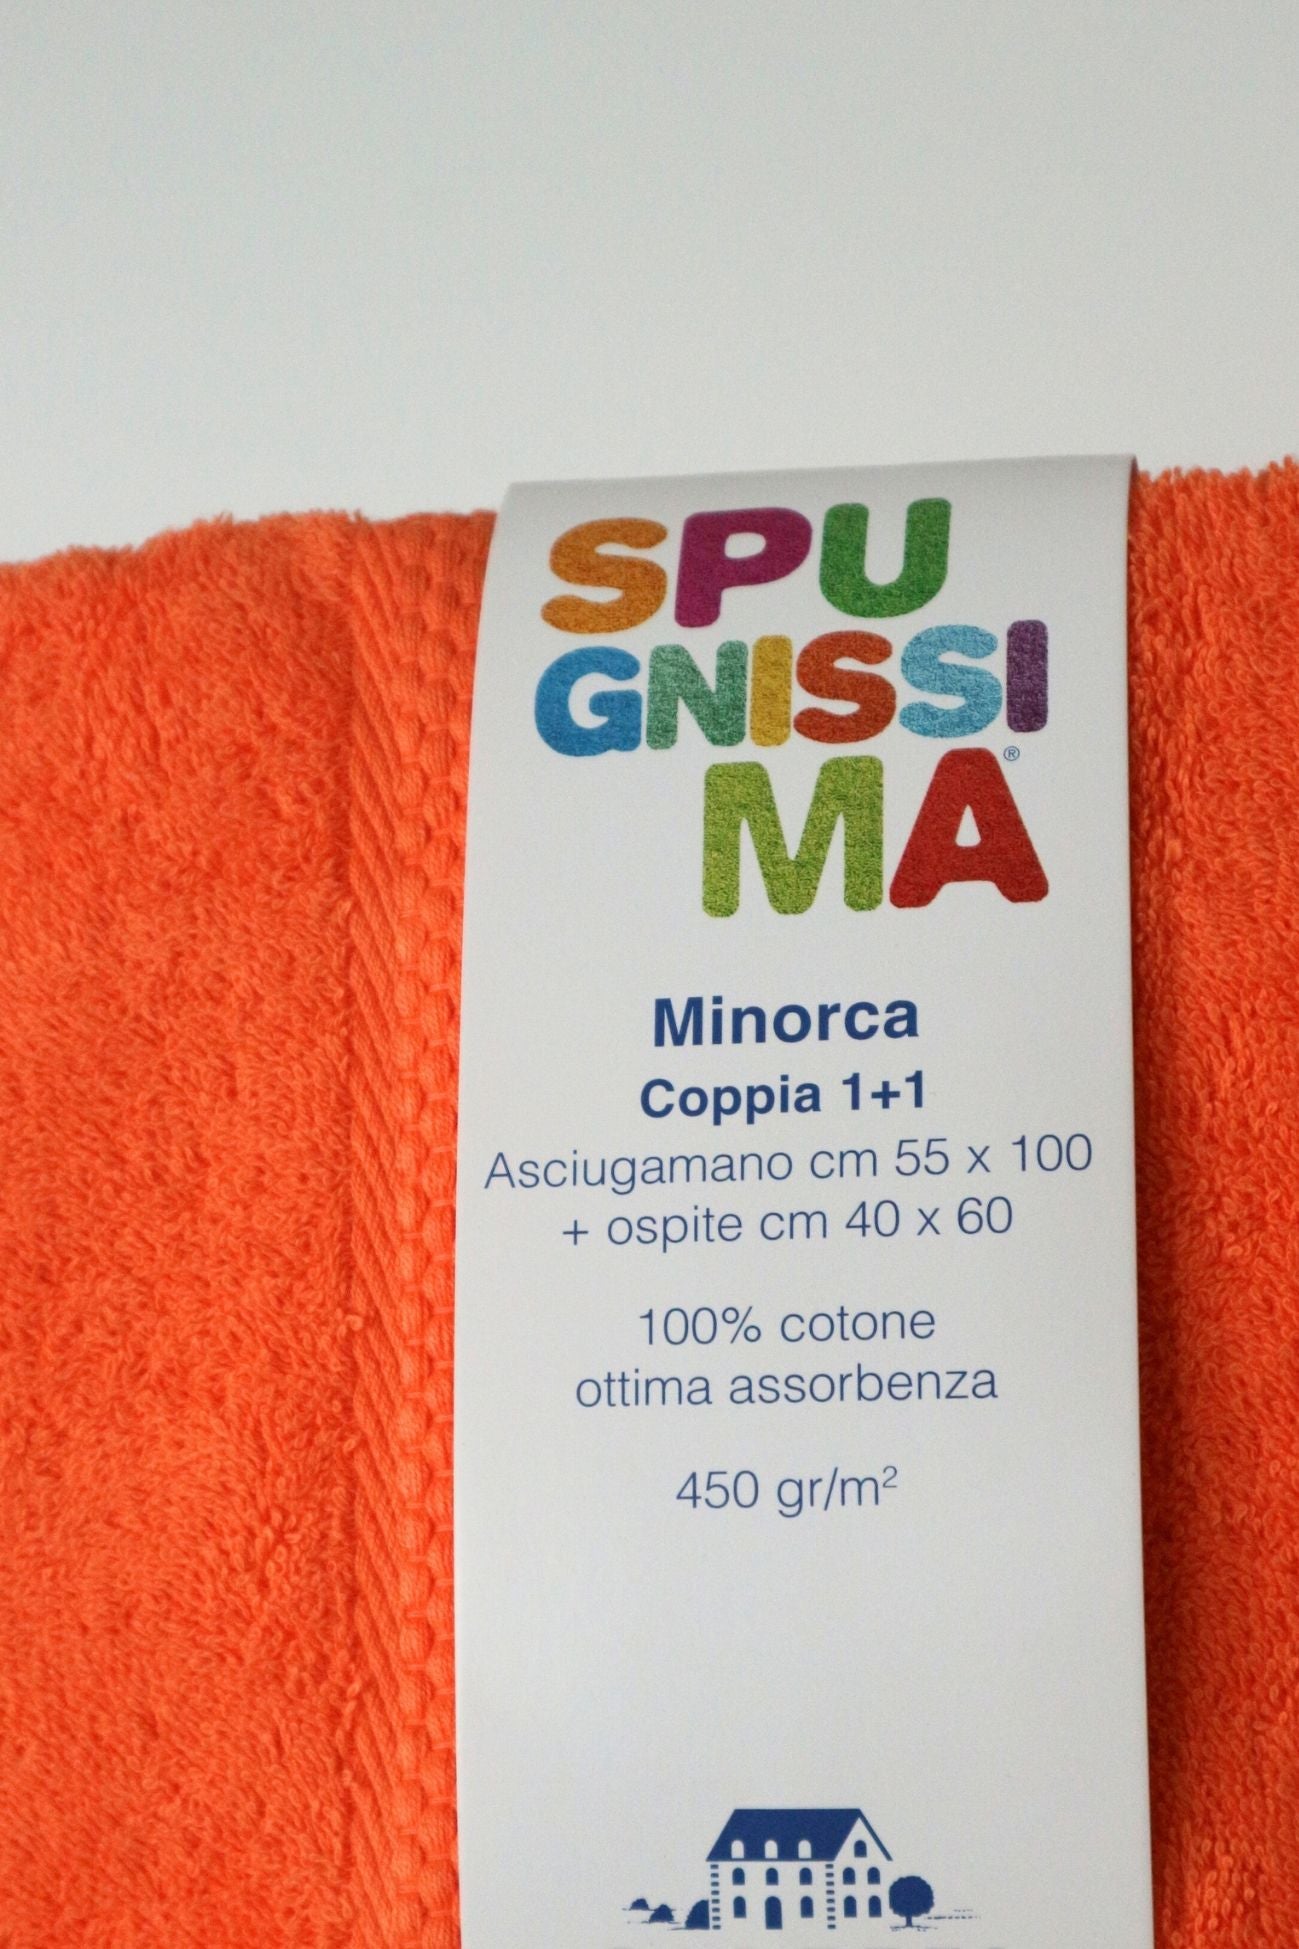 SPU
GNISSI
MA®
Minorca
Coppia 1+1
Asciugamano cm 55 x 100
+ ospite cm 40 x 60
100% cotone
ottima assorbenza
450 gr/m²